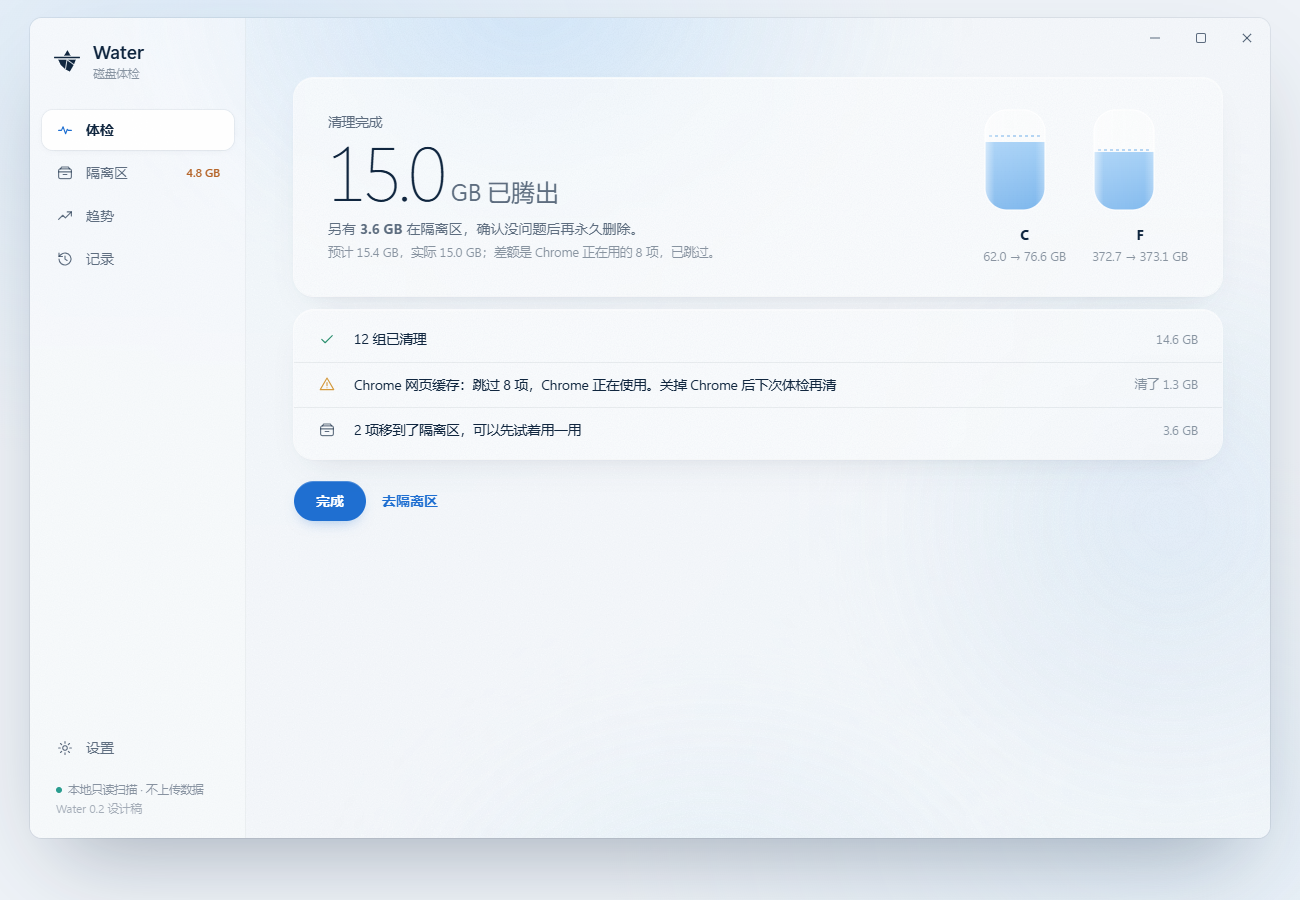 Water
磁盘体检
体检
隔离区 4.8 GB
趋势
记录
设置
本地只读扫描 · 不上传数据
Water 0.2 设计稿
清理完成
15.0 GB 已腾出
另有 3.6 GB 在隔离区，确认没问题后再永久删除。
预计 15.4 GB，实际 15.0 GB；差额是 Chrome 正在用的 8 项，已跳过。
C
62.0 → 76.6 GB
F
372.7 → 373.1 GB
12 组已清理 14.6 GB
Chrome 网页缓存：跳过 8 项，Chrome 正在使用。关掉 Chrome 后下次体检再清 清了 1.3 GB
2 项移到了隔离区，可以先试着用一用 3.6 GB
完成 去隔离区